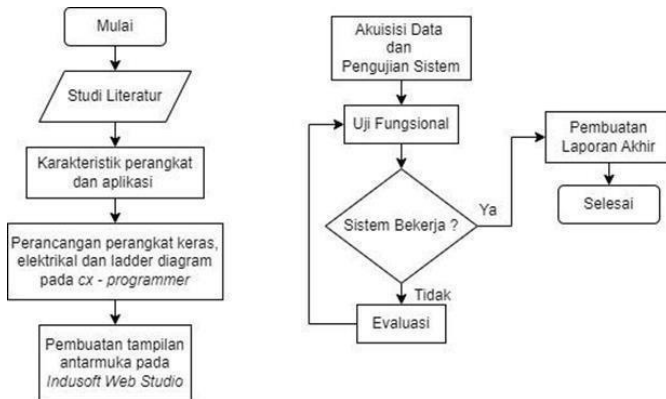 Mulai
Studi Literatur
Karakteristik perangkat
dan aplikasi
Perancangan perangkat keras,
elektrikal dan ladder diagram
pada cx - programmer
Pembuatan tampilan
antarmuka pada
Indusoft Web Studio
Akuisisi Data
dan
Pengujian Sistem
Uji Fungsional
Sistem Bekerja ?
Ya
Tidak
Evaluasi
Pembuatan
Laporan Akhir
Selesai